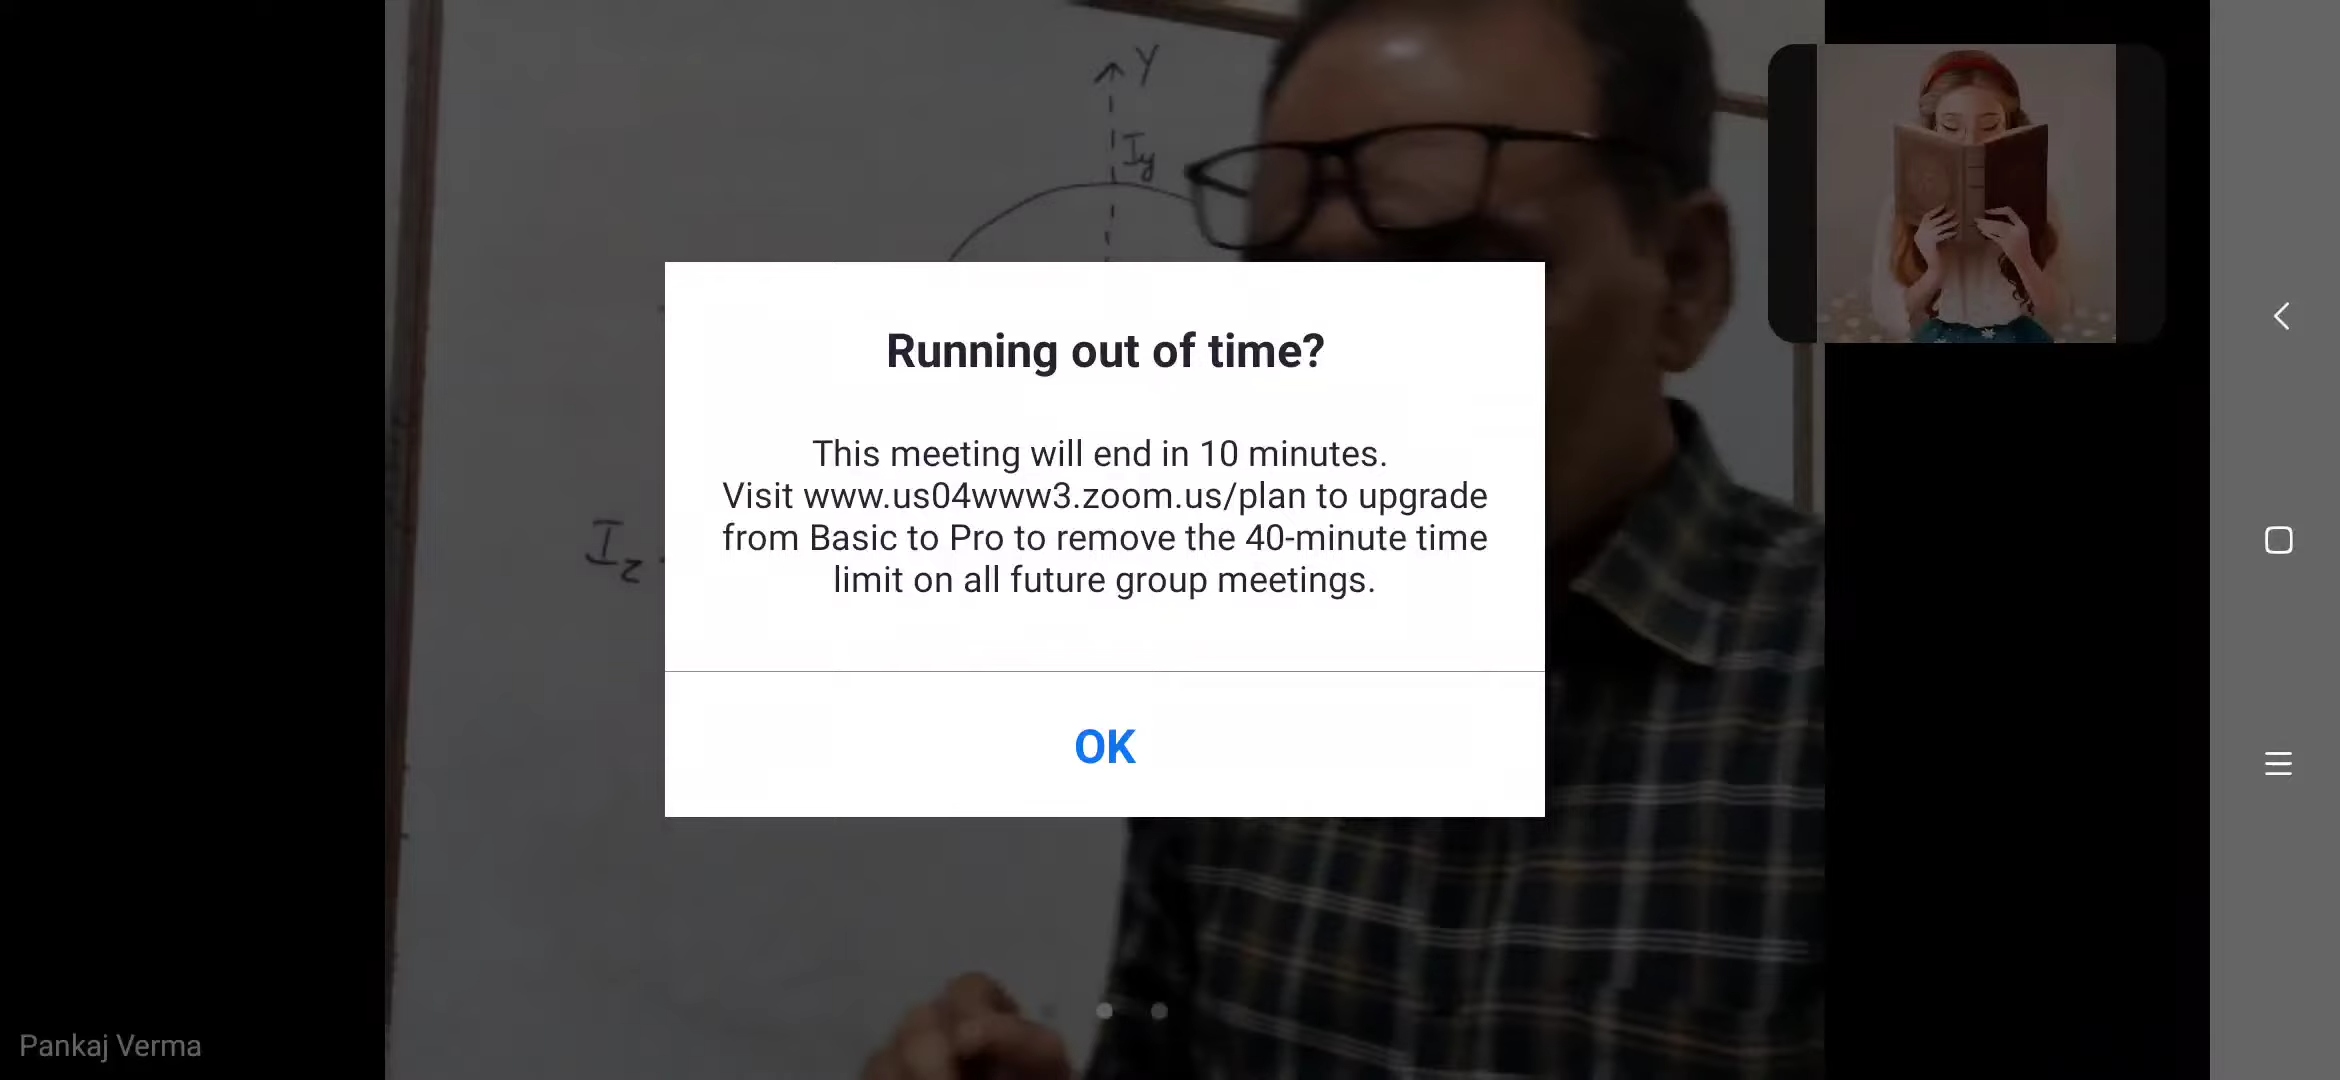 Y
Iy
Running out of time?
This meeting will end in 10 minutes.
Visit www.us04www3.zoom.us/plan to upgrade
from Basic to Pro to remove the 40-minute time
limit on all future group meetings.
Iz
OK
Pankaj Verma